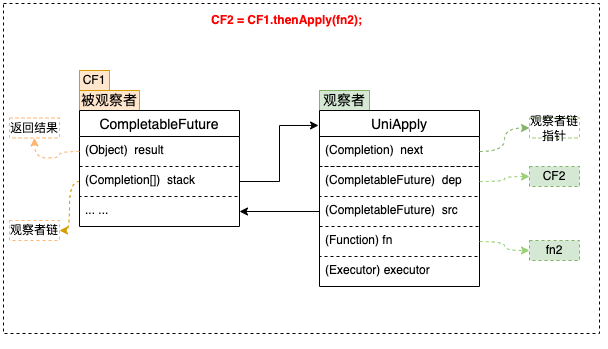 CF2 = CF1.thenApply(fn2);
CF1
被观察者
CompletableFuture
(Object) result
(Completion[]) stack
... ...
返回结果
观察者链
观察者
UniApply
(Completion) next
(CompletableFuture) dep
(CompletableFuture) src
(Function) fn
(Executor) executor
观察者链
指针
CF2
fn2